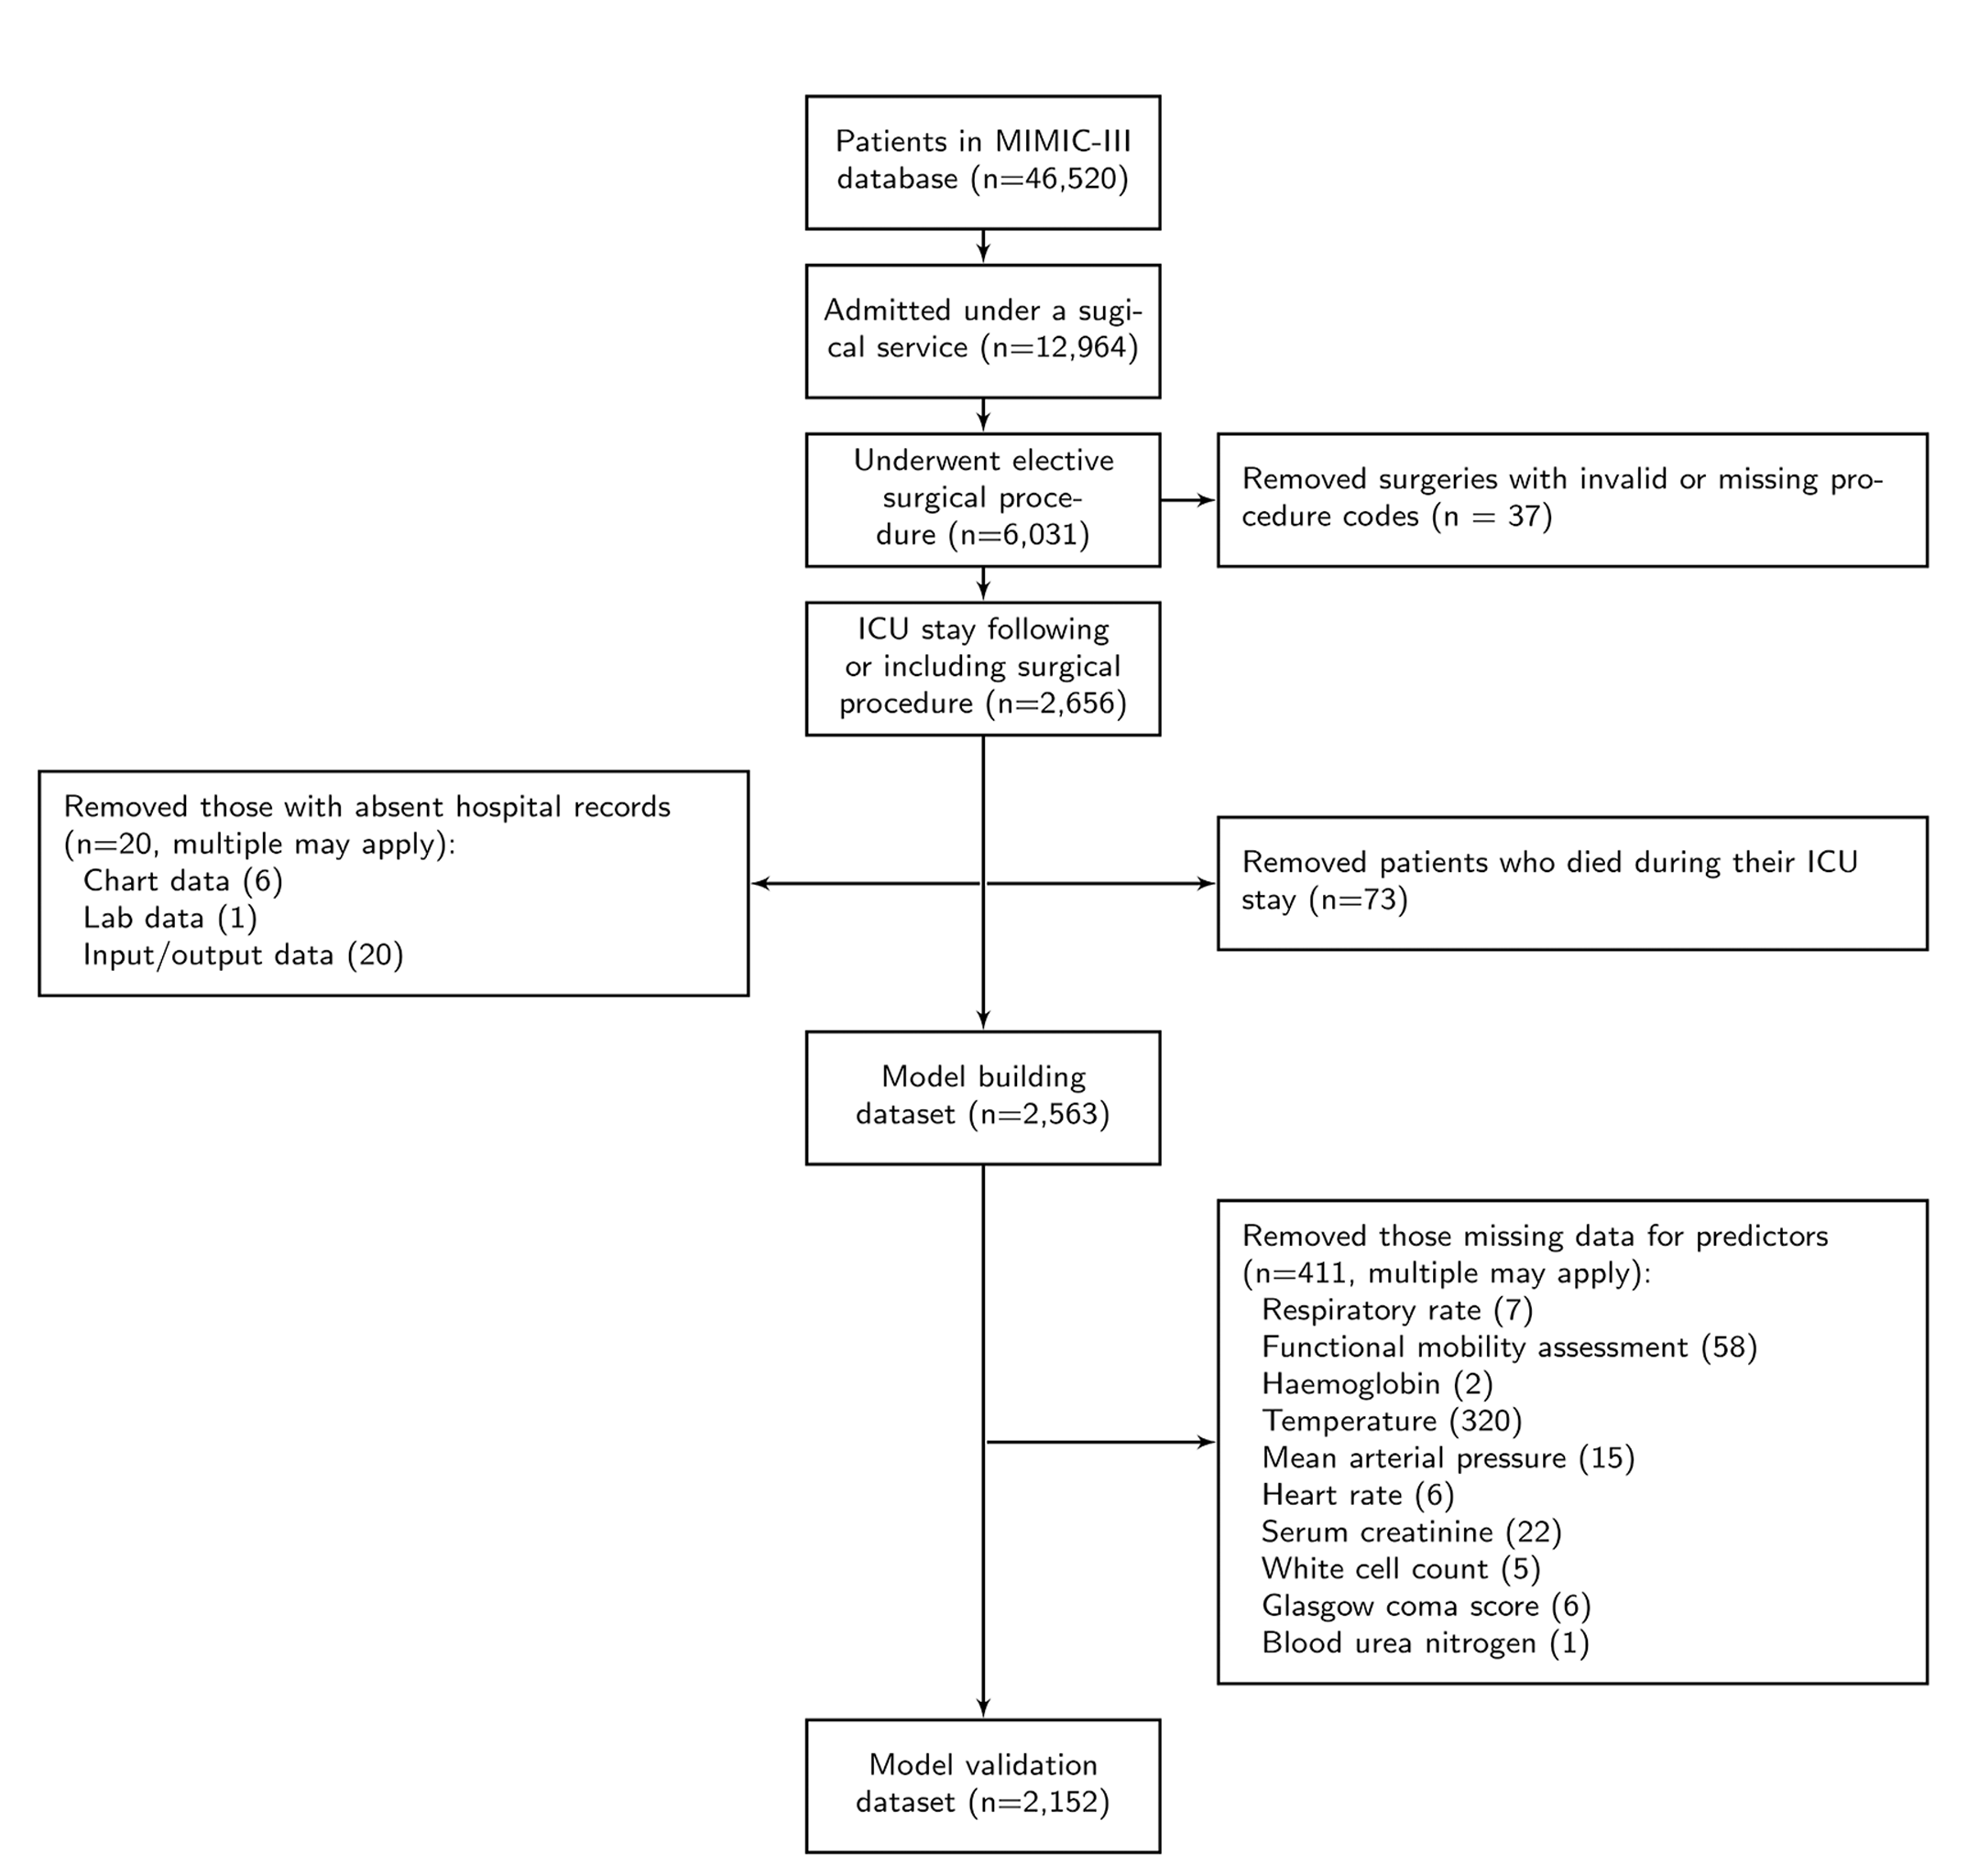 Patients in MIMIC-III
database (n=46,520)
Admitted under a sugi-
cal service (n=12,964)
Underwent elective
surgical proce-
dure (n=6,031)
Removed surgeries with invalid or missing pro-
cedure codes (n = 37)
ICU stay following
or including surgical
procedure (n=2,656)
Removed those with absent hospital records
(n=20, multiple may apply):
Chart data (6)
Lab data (1)
Input/output data (20)
Removed patients who died during their ICU
stay (n=73)
Model building
dataset (n=2,563)
Removed those missing data for predictors
(n=411, multiple may apply):
Respiratory rate (7)
Functional mobility assessment (58)
Haemoglobin (2)
Temperature (320)
Mean arterial pressure (15)
Heart rate (6)
Serum creatinine (22)
White cell count (5)
Glasgow coma score (6)
Blood urea nitrogen (1)
Model validation
dataset (n=2,152)